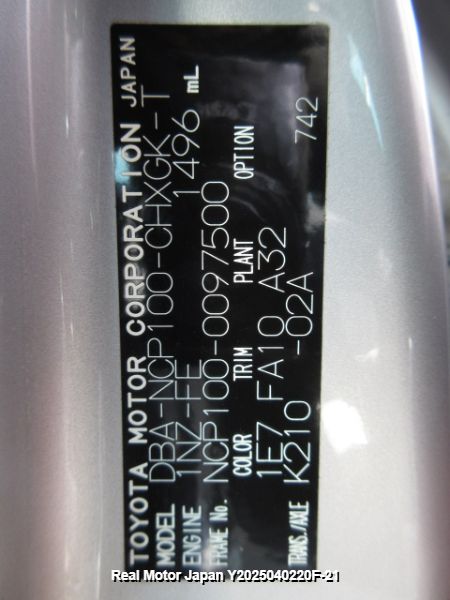 TOYOTA MOTOR CORPORATION JAPAN
MODEL DBA-NCP100-CHXGK-T
ENGINE 1NZ-FE 1496 mL
FRAME No. NCP100-0097500
COLOR TRIM PLANT OPTION
1E7 FA10 A32
TRANS./AXLE K210 -02A 742
Real Motor Japan Y2025040220F-21